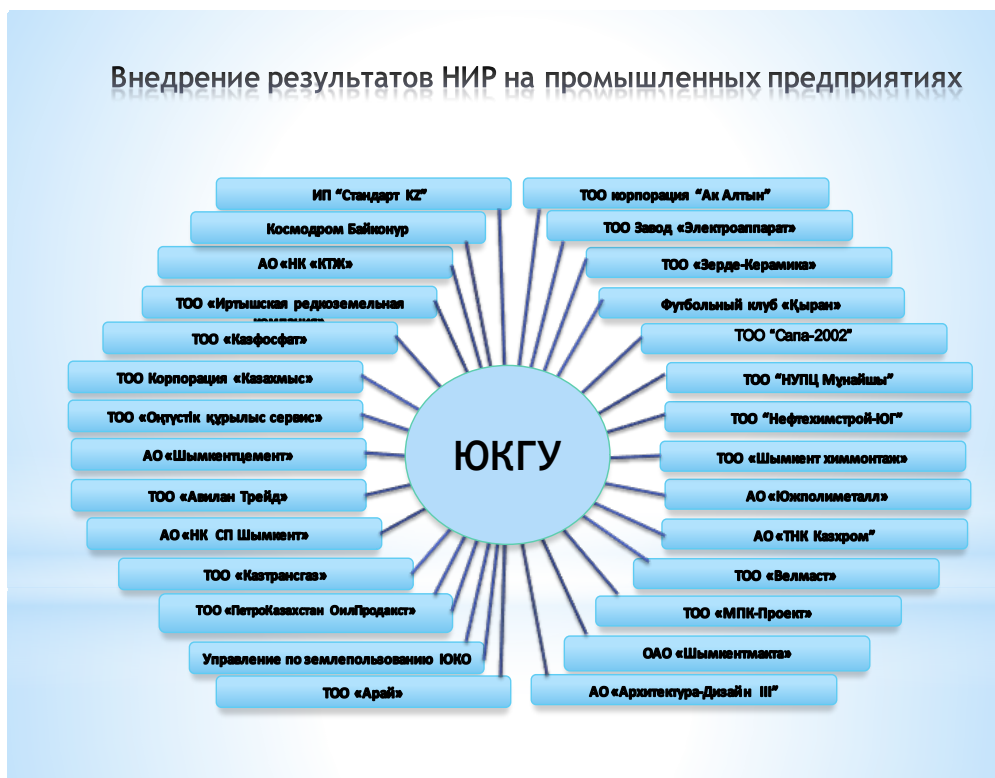 Внедрение результатов НИР на промышленных предприятиях
ИП “Стандарт KZ”
Космодром Байконур
АО «НК «КТЖ»
ТОО «Иртышская редкоземельная
компания»
ТОО «Казфосфат»
ТОО Корпорация «Казахмыс»
ТОО «Оңтүстік құрылыс сервис»
АО «Шымкентцемент»
ТОО «Авилан Трейд»
АО «НК СП Шымкент»
ТОО «Казтрансгаз»
ТОО «ПетроКазахстан ОилПродакст»
Управление по землепользованию ЮКО
ТОО «Арай»
ЮКГУ
ТОО корпорация “Ак Алтын”
ТОО Завод «Электроаппарат»
ТОО «Зерде-Керамика»
Футбольный клуб «Қыран»
ТОО “Сапа-2002”
ТОО “НУПЦ Мұнайшы”
ТОО “Нефтехимстрой-ЮГ”
ТОО «Шымкент химмонтаж»
АО «Южполиметалл»
АО «ТНК Казхром”
ТОО «Велмаст»
ТОО «МПК-Проект»
ОАО «Шымкентмакта»
АО «Архитектура-Дизайн III”